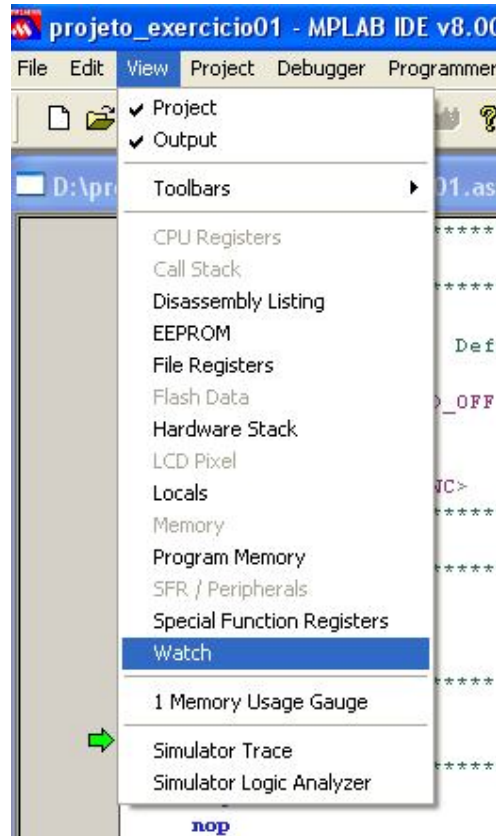 projeto_exercicio01 - MPLAB IDE v8.00
File Edit View Project Debugger Programmer
D:\pr
01.as
Project
Output
Toolbars
CPU Registers
Call Stack
Disassembly Listing
EEPROM
File Registers
Flash Data
Hardware Stack
LCD Pixel
Locals
Memory
Program Memory
SFR / Peripherals
Special Function Registers
Watch
1 Memory Usage Gauge
Simulator Trace
Simulator Logic Analyzer
*****
*****
Def
_OFF
NC>
*****
*****
*****
*****
nop